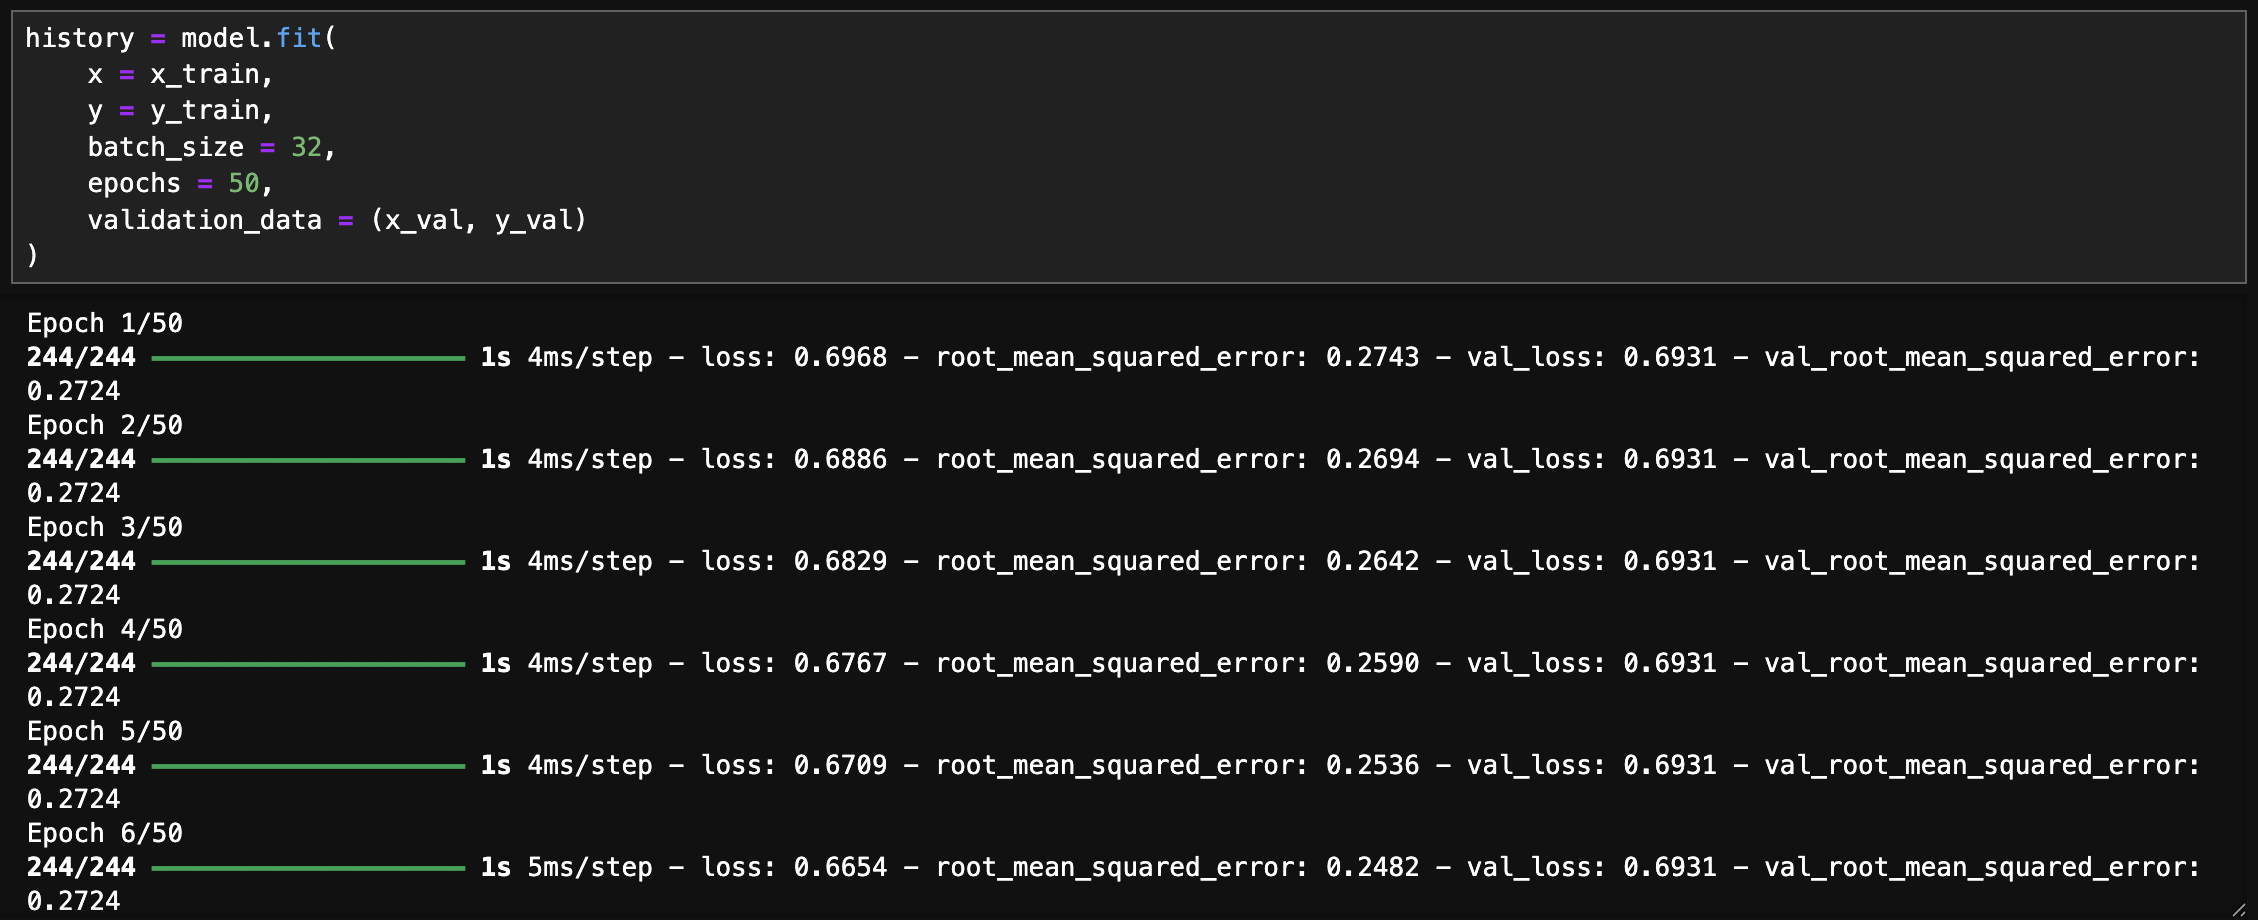 history = model.fit(
    x = x_train,
    y = y_train,
    batch_size = 32,
    epochs = 50,
    validation_data = (x_val, y_val)
)
Epoch 1/50
244/244 ━━━━━━━━━━━━━━━━━━━━ 1s 4ms/step - loss: 0.6968 - root_mean_squared_error: 0.2743 - val_loss: 0.6931 - val_root_mean_squared_error:
0.2724
Epoch 2/50
244/244 ━━━━━━━━━━━━━━━━━━━━ 1s 4ms/step - loss: 0.6886 - root_mean_squared_error: 0.2694 - val_loss: 0.6931 - val_root_mean_squared_error:
0.2724
Epoch 3/50
244/244 ━━━━━━━━━━━━━━━━━━━━ 1s 4ms/step - loss: 0.6829 - root_mean_squared_error: 0.2642 - val_loss: 0.6931 - val_root_mean_squared_error:
0.2724
Epoch 4/50
244/244 ━━━━━━━━━━━━━━━━━━━━ 1s 4ms/step - loss: 0.6767 - root_mean_squared_error: 0.2590 - val_loss: 0.6931 - val_root_mean_squared_error:
0.2724
Epoch 5/50
244/244 ━━━━━━━━━━━━━━━━━━━━ 1s 4ms/step - loss: 0.6709 - root_mean_squared_error: 0.2536 - val_loss: 0.6931 - val_root_mean_squared_error:
0.2724
Epoch 6/50
244/244 ━━━━━━━━━━━━━━━━━━━━ 1s 5ms/step - loss: 0.6654 - root_mean_squared_error: 0.2482 - val_loss: 0.6931 - val_root_mean_squared_error:
0.2724